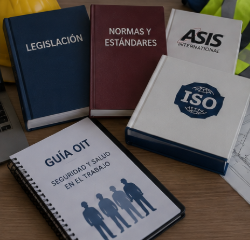 LEGISLACIÓN
NORMAS Y
ESTÁNDARES
ASIS
INTERNATIONAL
ISO
GUÍA OIT
SEGURIDAD Y SALUD
EN EL TRABAJO